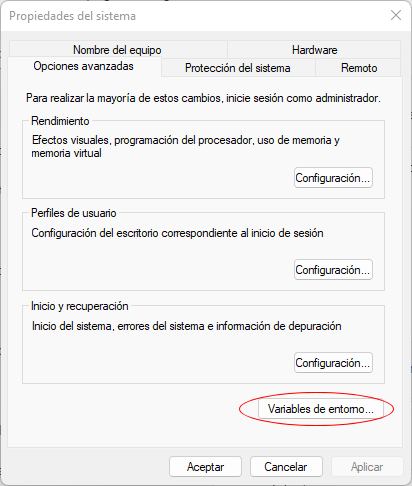 Propiedades del sistema
Nombre del equipo
Hardware
Opciones avanzadas
Protección del sistema
Remoto
Para realizar la mayoría de estos cambios, inicie sesión como administrador.
Rendimiento
Efectos visuales, programación del procesador, uso de memoria y
memoria virtual
Configuración...
Perfiles de usuario
Configuración del escritorio correspondiente al inicio de sesión
Configuración...
Inicio y recuperación
Inicio del sistema, errores del sistema e información de depuración
Configuración...
Variables de entorno...
Aceptar
Cancelar
Aplicar